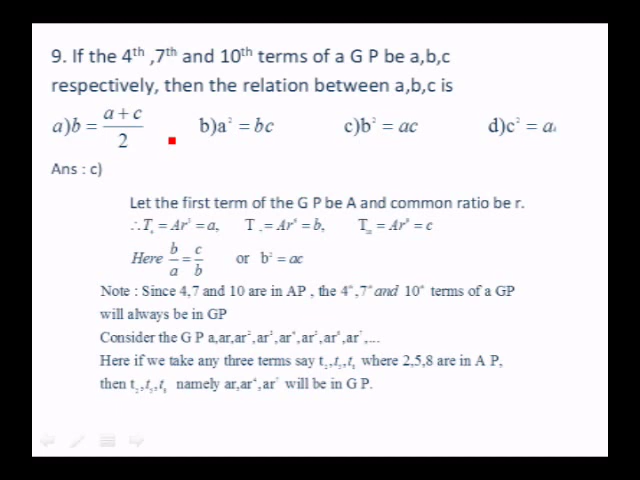 9. If the 4th ,7th and 10th terms of a G P be a,b,c
respectively, then the relation between a,b,c is
a)b = a + c / 2 b)a² = bc c)b² = ac d)c² = a
Ans : c)
Let the first term of the G P be A and common ratio be r.
∴T₄ = Ar³ = a, T₇ = Ar⁶ = b, T₁₀ = Ar⁹ = c
Here b/a = c/b or b² = ac
Note : Since 4,7 and 10 are in AP , the 4th,7th and 10th terms of a GP
will always be in GP
Consider the G P a,ar,ar²,ar³,ar⁴,ar⁵,ar⁶,ar⁷,...
Here if we take any three terms say t₂,t₅,t₈ where 2,5,8 are in A P,
then t₂,t₅,t₈ namely ar,ar⁴,ar⁷ will be in G P.